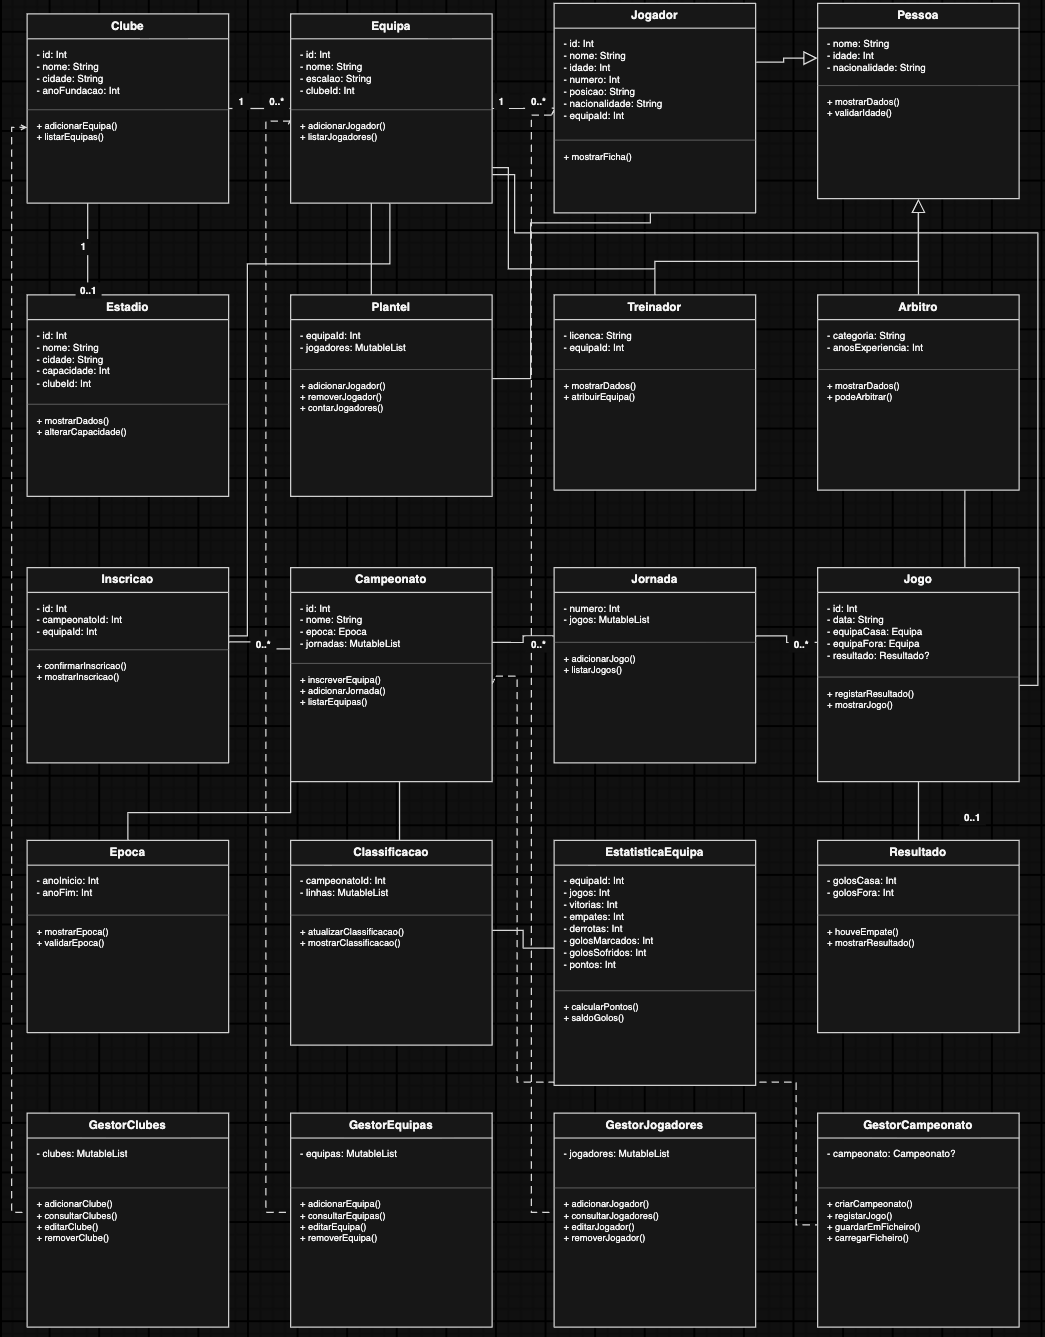 Clube
- id: Int
- nome: String
- cidade: String
- anoFundacao: Int
+ adicionarEquipa()
+ listarEquipas()
1
0..*
Equipa
- id: Int
- nome: String
- escalao: String
- clubeId: Int
+ adicionarJogador()
+ listarJogadores()
1
0..*
Jogador
- id: Int
- nome: String
- idade: Int
- numero: Int
- posicao: String
- nacionalidade: String
- equipaId: Int
+ mostrarFicha()
Pessoa
- nome: String
- idade: Int
- nacionalidade: String
+ mostrarDados()
+ validarIdade()
1
0..1
Estadio
- id: Int
- nome: String
- cidade: String
- capacidade: Int
- clubeId: Int
+ mostrarDados()
+ alterarCapacidade()
Plantel
- equipaId: Int
- jogadores: MutableList
+ adicionarJogador()
+ removerJogador()
+ contarJogadores()
Treinador
- licenca: String
- equipaId: Int
+ mostrarDados()
+ atribuirEquipa()
Arbitro
- categoria: String
- anosExperiencia: Int
+ mostrarDados()
+ podeArbitrar()
Inscricao
- id: Int
- campeonatoId: Int
- equipaId: Int
+ confirmarInscricao()
+ mostrarInscricao()
0..*
Campeonato
- id: Int
- nome: String
- epoca: Epoca
- jornadas: MutableList
+ inscreverEquipa()
+ adicionarJornada()
+ listarEquipas()
0..*
Jornada
- numero: Int
- jogos: MutableList
+ adicionarJogo()
+ listarJogos()
0..*
Jogo
- id: Int
- data: String
- equipaCasa: Equipa
- equipaFora: Equipa
- resultado: Resultado?
+ registarResultado()
+ mostrarJogo()
0..1
Epoca
- anoInicio: Int
- anoFim: Int
+ mostrarEpoca()
+ validarEpoca()
Classificacao
- campeonatoId: Int
- linhas: MutableList
+ atualizarClassificacao()
+ mostrarClassificacao()
EstatisticaEquipa
- equipaId: Int
- jogos: Int
- vitorias: Int
- empates: Int
- derrotas: Int
- golosMarcados: Int
- golosSofridos: Int
- pontos: Int
+ calcularPontos()
+ saldoGolos()
Resultado
- golosCasa: Int
- golosFora: Int
+ houveEmpate()
+ mostrarResultado()
GestorClubes
- clubes: MutableList
+ adicionarClube()
+ consultarClubes()
+ editarClube()
+ removerClube()
GestorEquipas
- equipas: MutableList
+ adicionarEquipa()
+ consultarEquipas()
+ editarEquipa()
+ removerEquipa()
GestorJogadores
- jogadores: MutableList
+ adicionarJogador()
+ consultarJogadores()
+ editarJogador()
+ removerJogador()
GestorCampeonato
- campeonato: Campeonato?
+ criarCampeonato()
+ registarJogo()
+ guardarEmFicheiro()
+ carregarFicheiro()